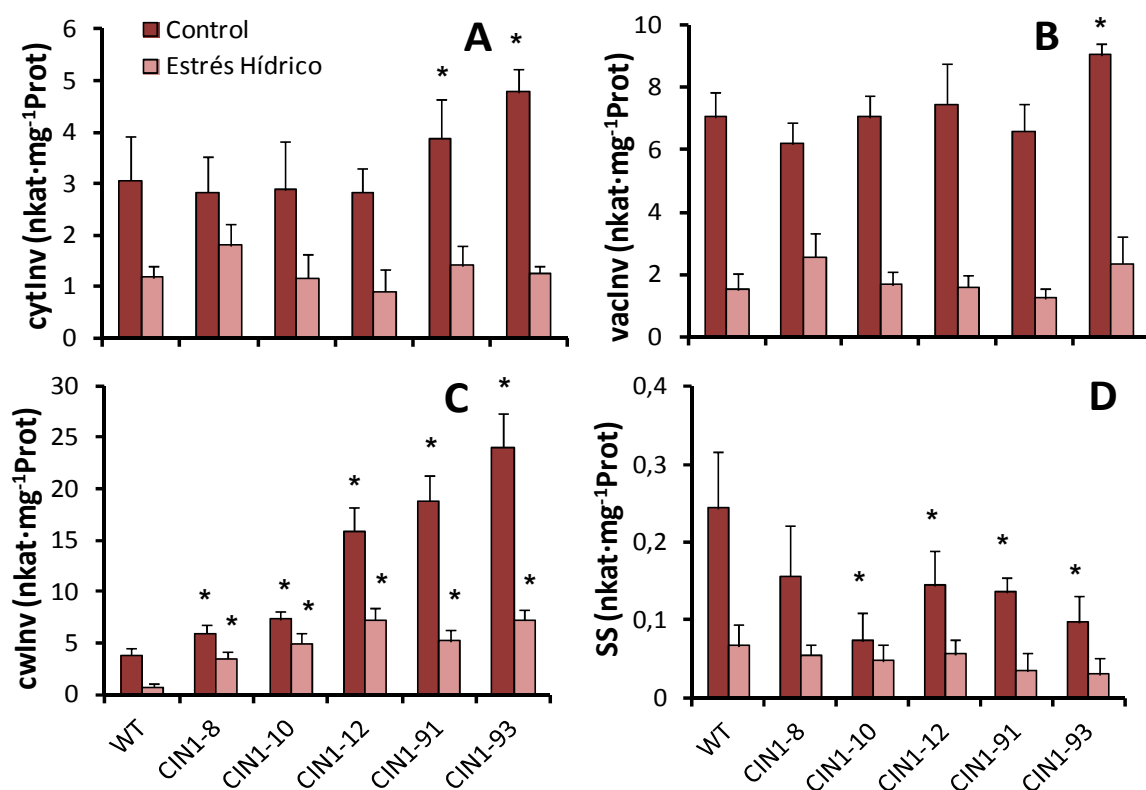 A
Control
Estrés Hídrico
* *
cytInv (nkat·mg⁻¹Prot)
6
5
4
3
2
1
0
B
*
vacInv (nkat·mg⁻¹Prot)
10
8
6
4
2
0
C
* * * * * * * * * *
cwInv (nkat·mg⁻¹Prot)
30
25
20
15
10
5
0
WT
CIN1-8
CIN1-10
CIN1-12
CIN1-91
CIN1-93
D
* * * *
SS (nkat·mg⁻¹Prot)
0,4
0,3
0,2
0,1
0
WT
CIN1-8
CIN1-10
CIN1-12
CIN1-91
CIN1-93